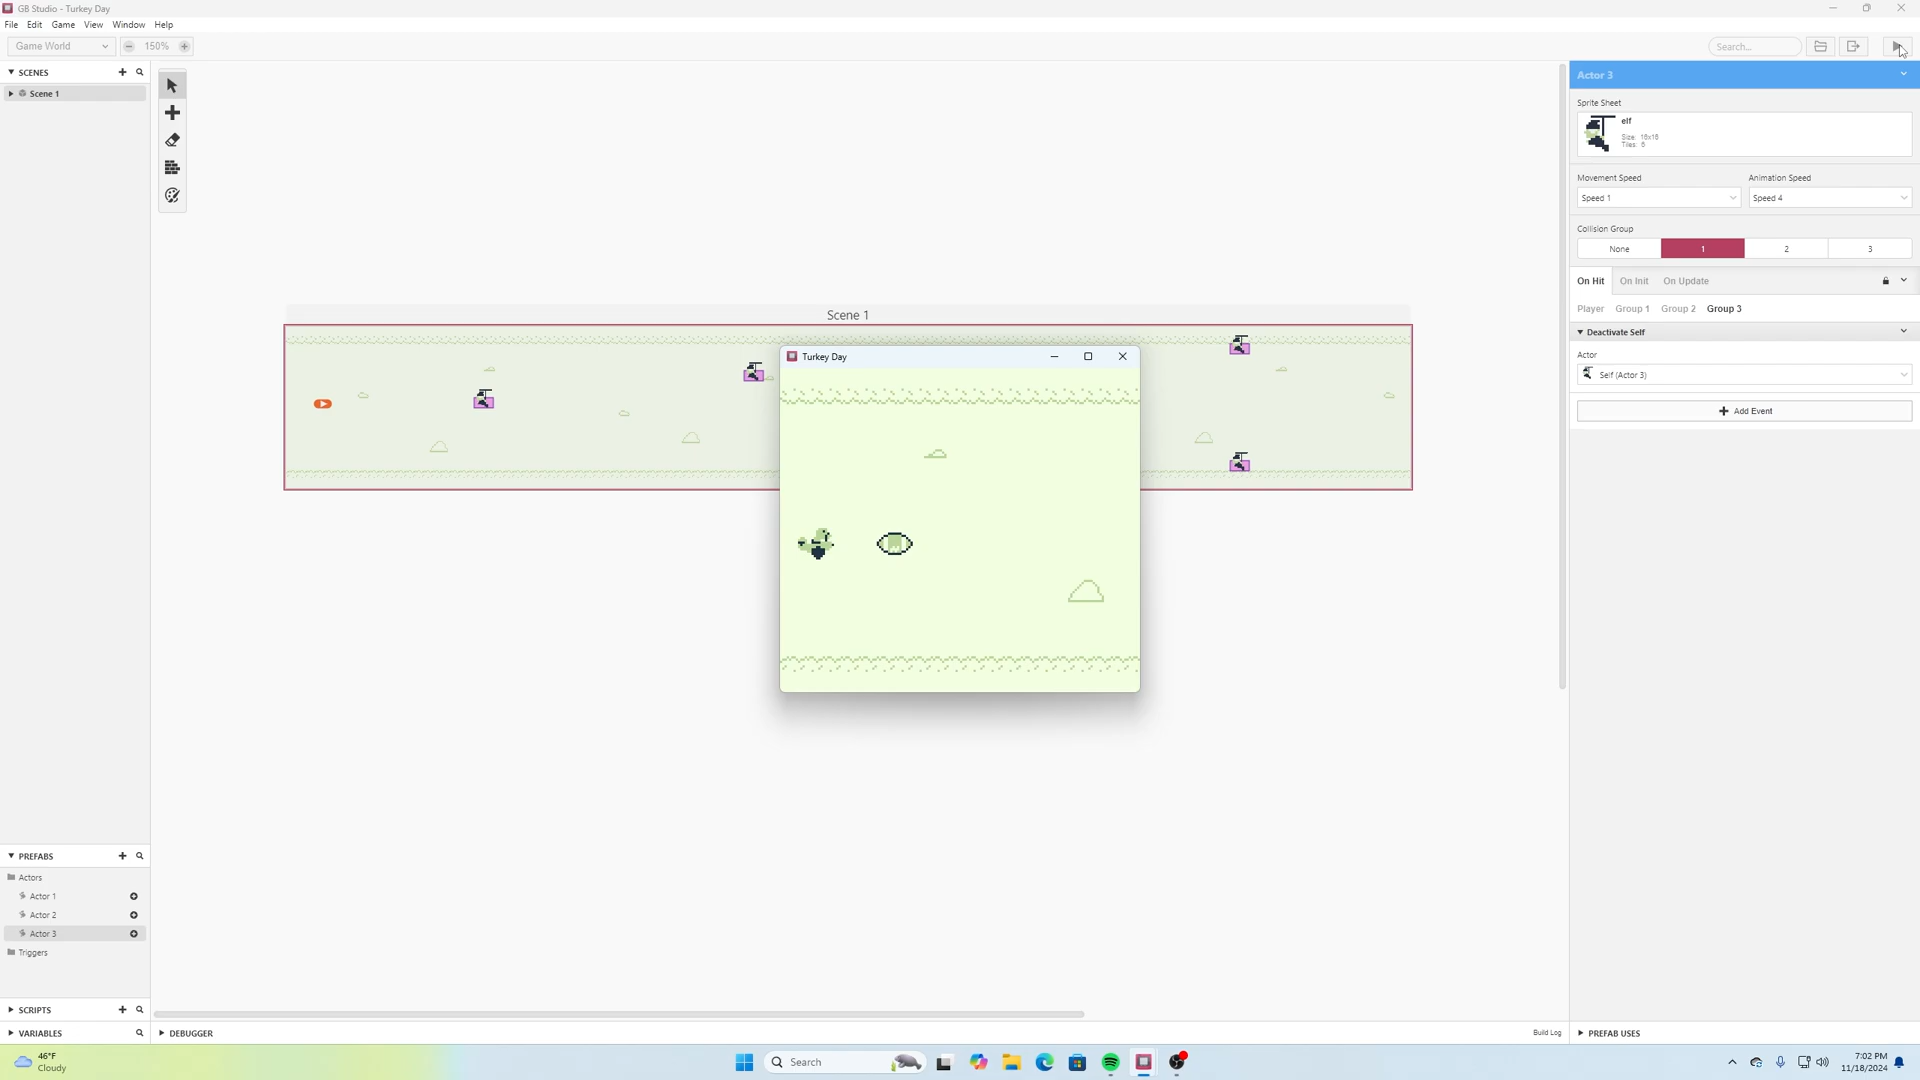 GB Studio - Turkey Day
File Edit Game View Window Help
Game World
150%
Search...
SCENES
Scene 1
Scene 1
Turkey Day
Actor 3
Sprite Sheet
elf
Size: 16x16
Tiles: 6
Movement Speed Animation Speed
Speed 1 Speed 4
Collision Group
None 1 2 3
On Hit On Init On Update
Player Group 1 Group 2 Group 3
Deactivate Self
Actor
Self (Actor 3)
Add Event
PREFABS
Actors
Actor 1
Actor 2
Actor 3
Triggers
SCRIPTS
VARIABLES
DEBUGGER
Build Log
PREFAB USES
46°F
Cloudy
Search
7:02 PM
11/18/2024